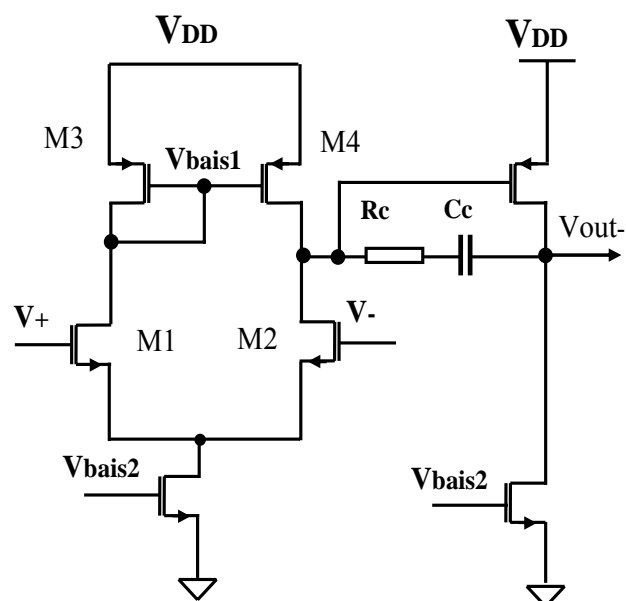 VDD
VDD
M3
Vbais1
M4
Rc
Cc
Vout-
V+
M1
M2
V-
Vbais2
Vbais2